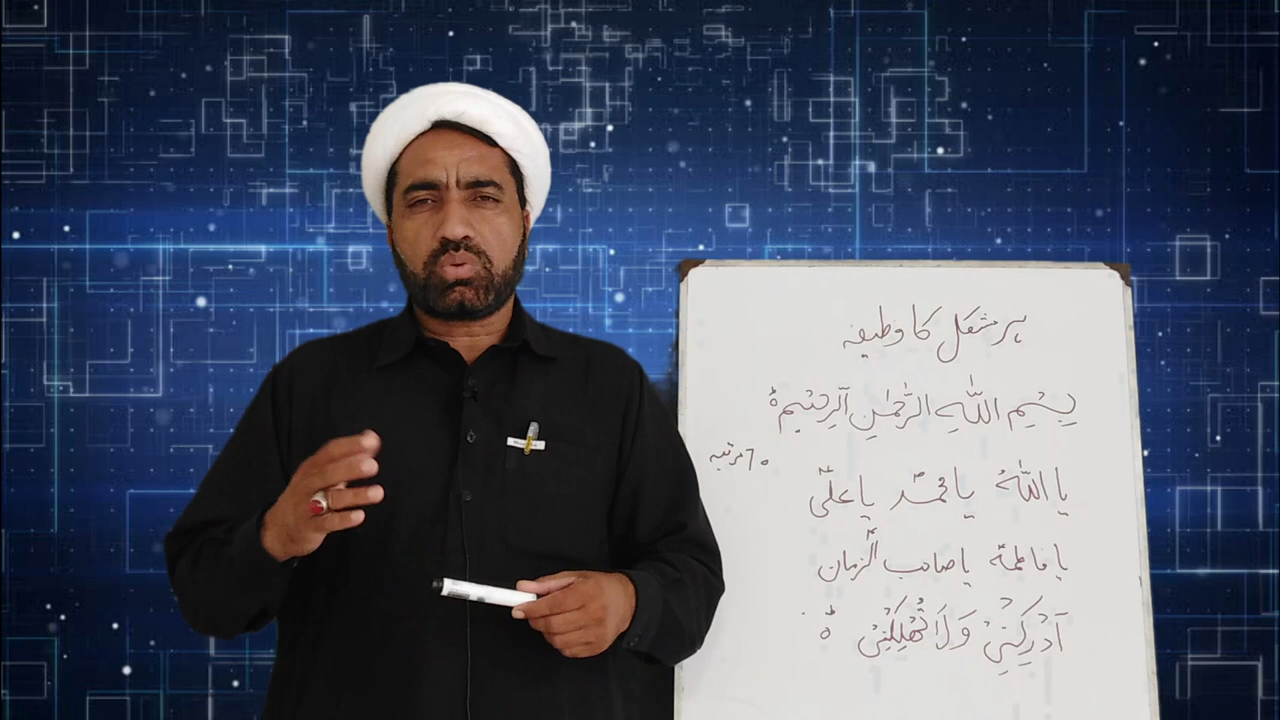 ہر مشکل کا وظیفہ
بِسْمِ اللّٰہِ الرَّحْمٰنِ الرَّحِیْمِ ؕ
۷۰ مرتبہ
یا اللّٰہُ یا محمدؐ یا علیؑ
یا فاطمہؑ یا صاحب الزمانؑ
اَدْرِکْنِیْ وَلَا تُھْلِکْنِیْ ؕ